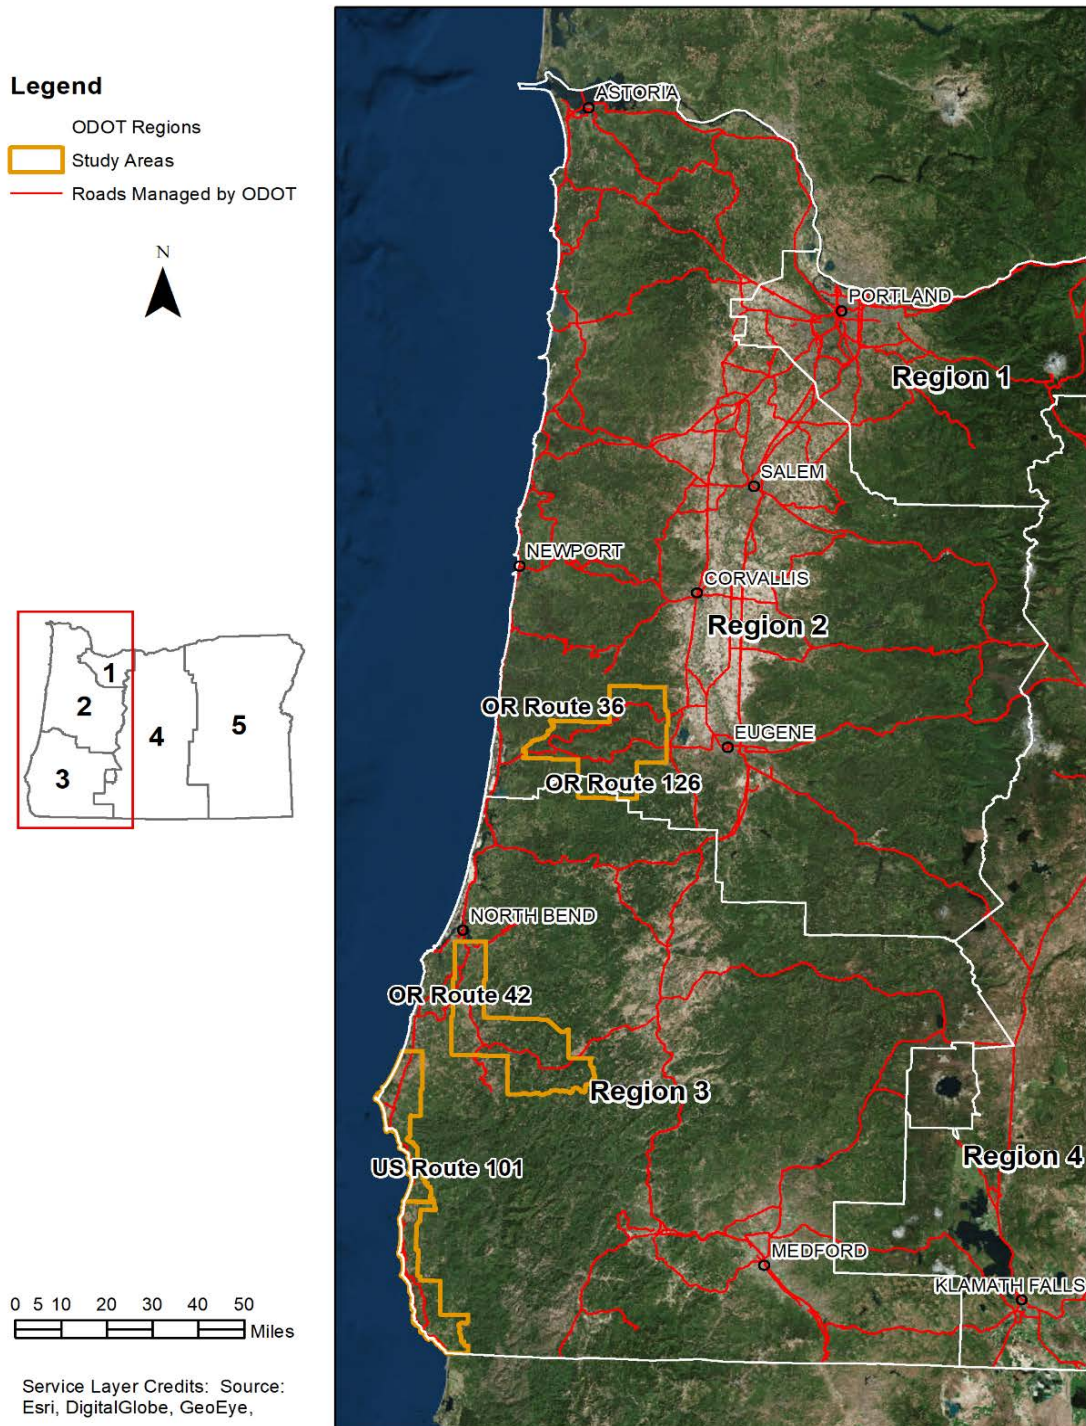 Legend
ODOT Regions
Study Areas
Roads Managed by ODOT
N
1
2
3
4
5
0 5 10 20 30 40 50
Miles
Service Layer Credits: Source:
Esri, DigitalGlobe, GeoEye,
ASTORIA
PORTLAND
Region 1
SALEM
NEWPORT
CORVALLIS
Region 2
OR Route 36
EUGENE
OR Route 126
NORTH BEND
OR Route 42
Region 3
US Route 101
Region 4
MEDFORD
KLAMATH FALLS